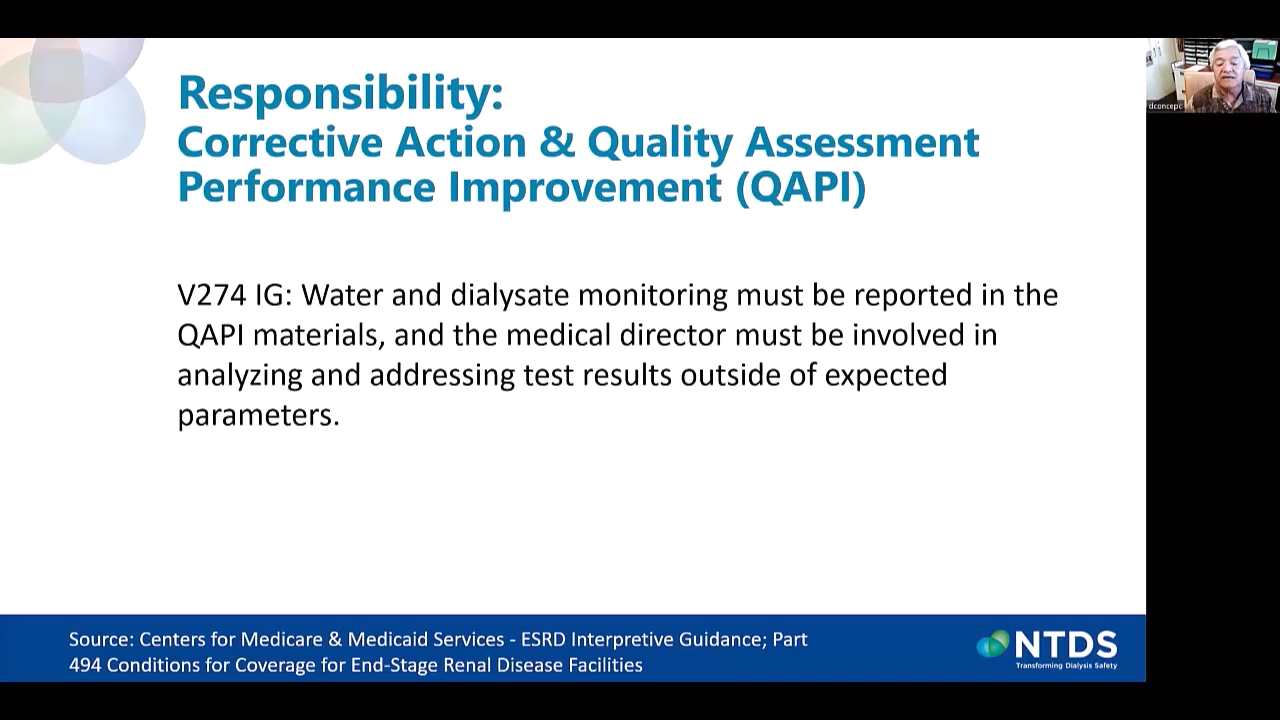 Responsibility:
Corrective Action & Quality Assessment
Performance Improvement (QAPI)
dconcepc
V274 IG: Water and dialysate monitoring must be reported in the
QAPI materials, and the medical director must be involved in
analyzing and addressing test results outside of expected
parameters.
Source: Centers for Medicare & Medicaid Services - ESRD Interpretive Guidance; Part
494 Conditions for Coverage for End-Stage Renal Disease Facilities
NTDS
Transforming Dialysis Safety